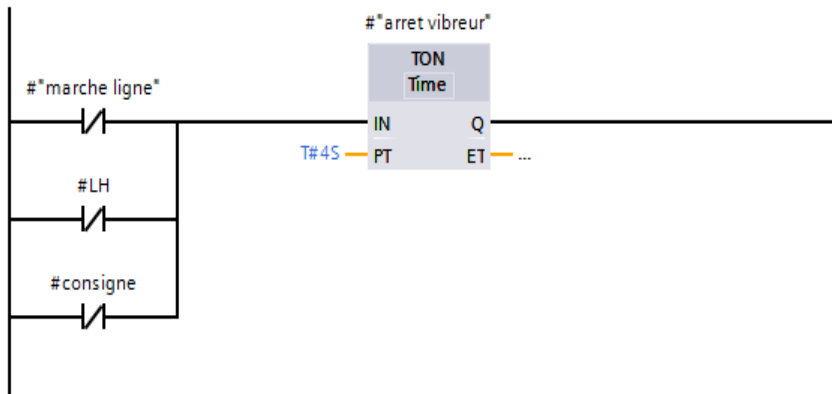 #"arret vibreur"
TON
Time
#"marche ligne"
IN Q
T#4S PT ET ...
#LH
#consigne